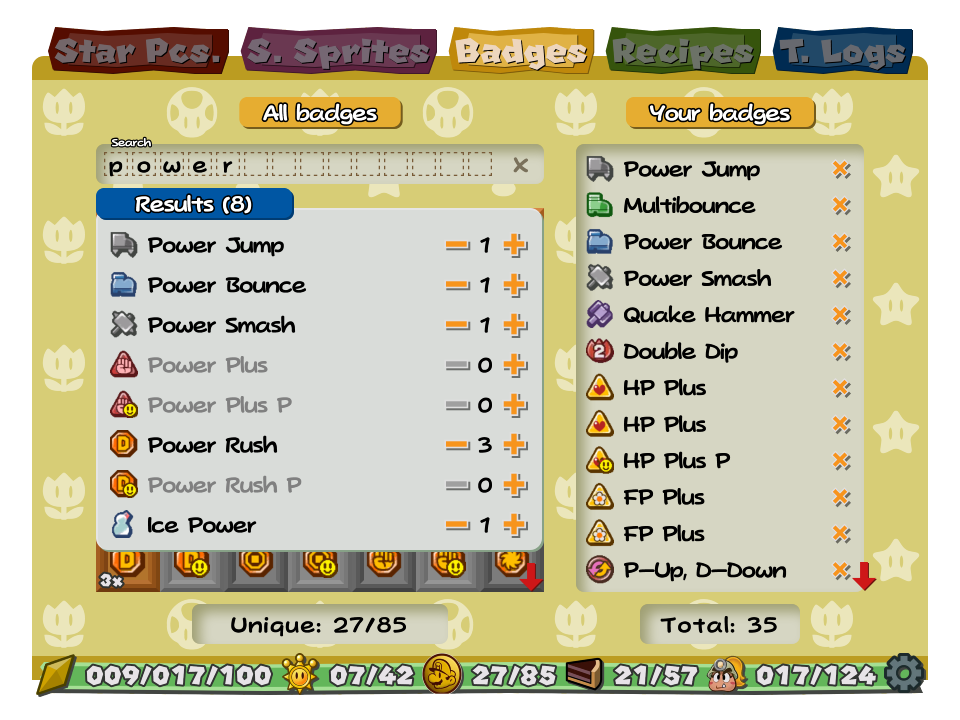 Star Pcs. S. Sprites Badges Recipes T. Logs
All badges
Search
power ×
Results (8)
Power Jump 1
Power Bounce 1
Power Smash 1
Power Plus 0
Power Plus P 0
Power Rush 3
Power Rush P 0
Ice Power 1
3x
Unique: 27/85
Your badges
Power Jump
Multibounce
Power Bounce
Power Smash
Quake Hammer
Double Dip
HP Plus
HP Plus
HP Plus P
FP Plus
FP Plus
P-Up, D-Down
Total: 35
009/017/100 07/42 27/85 21/57 017/124